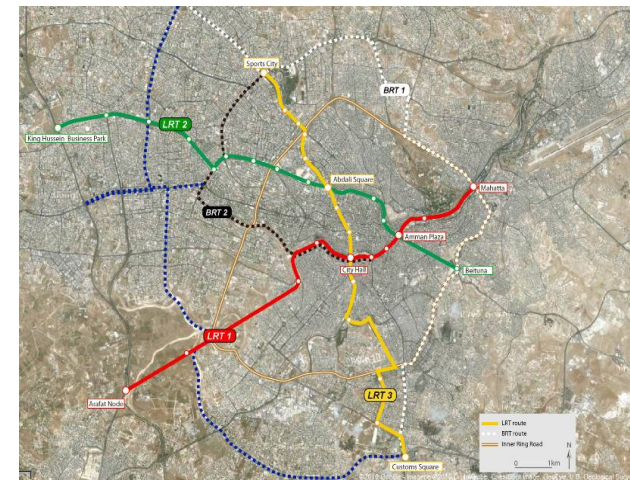 Sports City
BRT 1
LRT 2
King Hussein Business Park
Abdali Square
Mahatta
BRT 2
Amman Plaza
City Hall
Beituna
LRT 1
Arafat Node
LRT 3
LRT route
BRT route
Inner Ring Road
N
0 1km
Customs Square